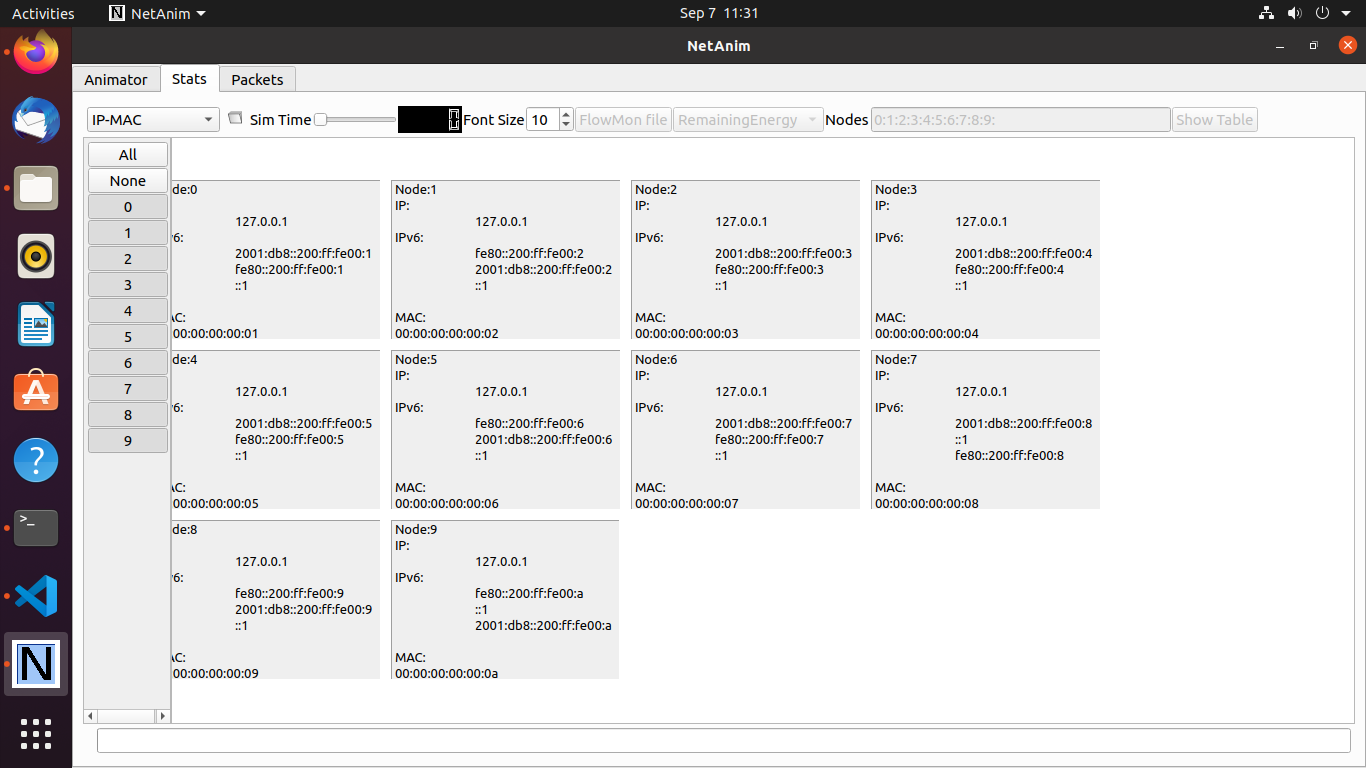 Activities NetAnim Sep 7 11:31
NetAnim
Animator Stats Packets
IP-MAC Sim Time 0 Font Size 10 FlowMon file RemainingEnergy Nodes 0:1:2:3:4:5:6:7:8:9: Show Table
All
None
0
1
2
3
4
5
6
7
8
9
de:0
127.0.0.1
v6:
2001:db8::200:ff:fe00:1
fe80::200:ff:fe00:1
::1
AC:
00:00:00:00:01
Node:1
IP:
127.0.0.1
IPv6:
fe80::200:ff:fe00:2
2001:db8::200:ff:fe00:2
::1
MAC:
00:00:00:00:00:02
Node:2
IP:
127.0.0.1
IPv6:
2001:db8::200:ff:fe00:3
fe80::200:ff:fe00:3
::1
MAC:
00:00:00:00:00:03
Node:3
IP:
127.0.0.1
IPv6:
2001:db8::200:ff:fe00:4
fe80::200:ff:fe00:4
::1
MAC:
00:00:00:00:00:04
de:4
127.0.0.1
v6:
2001:db8::200:ff:fe00:5
fe80::200:ff:fe00:5
::1
AC:
00:00:00:00:05
Node:5
IP:
127.0.0.1
IPv6:
fe80::200:ff:fe00:6
2001:db8::200:ff:fe00:6
::1
MAC:
00:00:00:00:00:06
Node:6
IP:
127.0.0.1
IPv6:
2001:db8::200:ff:fe00:7
fe80::200:ff:fe00:7
::1
MAC:
00:00:00:00:00:07
Node:7
IP:
127.0.0.1
IPv6:
2001:db8::200:ff:fe00:8
::1
fe80::200:ff:fe00:8
MAC:
00:00:00:00:00:08
de:8
127.0.0.1
v6:
fe80::200:ff:fe00:9
2001:db8::200:ff:fe00:9
::1
AC:
00:00:00:00:09
Node:9
IP:
127.0.0.1
IPv6:
fe80::200:ff:fe00:a
::1
2001:db8::200:ff:fe00:a
MAC:
00:00:00:00:00:0a